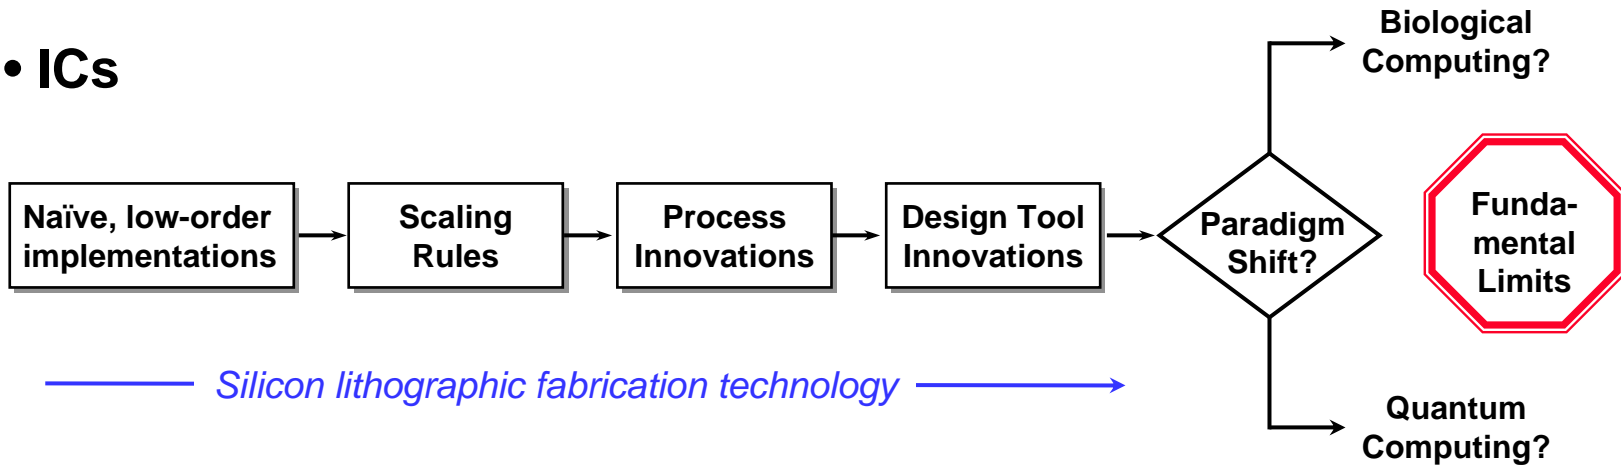 • ICs
Naïve, low-order
implementations
Scaling
Rules
Process
Innovations
Design Tool
Innovations
Paradigm
Shift?
Biological
Computing?
Funda-
mental
Limits
Quantum
Computing?
Silicon lithographic fabrication technology